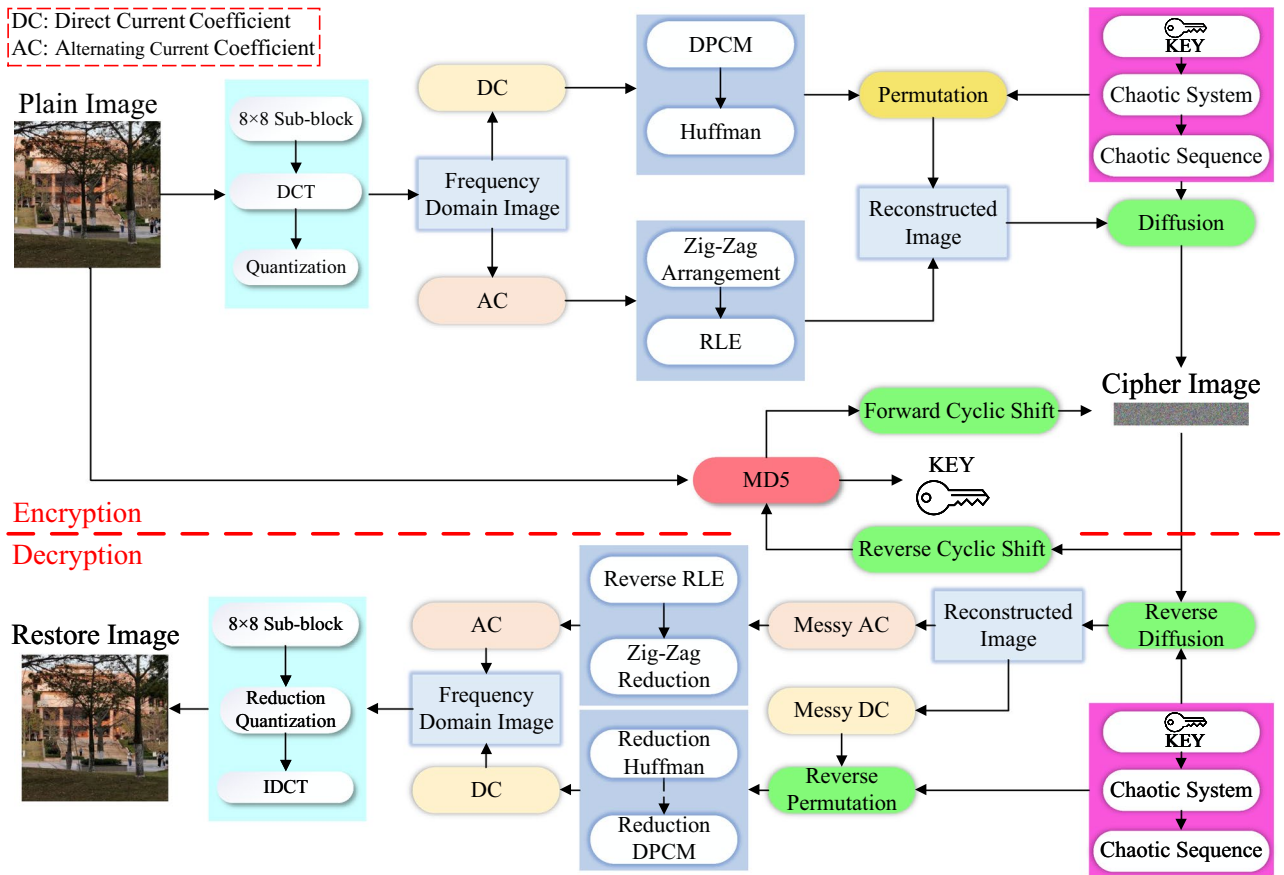 DC: Direct Current Coefficient
AC: Alternating Current Coefficient
Plain Image
8×8 Sub-block
DCT
Quantization
DC
Frequency
Domain Image
AC
DPCM
Huffman
Zig-Zag
Arrangement
RLE
Permutation
Reconstructed
Image
KEY
Chaotic System
Chaotic Sequence
Diffusion
Cipher Image
Forward Cyclic Shift
MD5
KEY
Encryption
Decryption
Reverse Cyclic Shift
Restore Image
8×8 Sub-block
Reduction
Quantization
IDCT
AC
Frequency
Domain Image
DC
Reverse RLE
Zig-Zag
Reduction
Reduction
Huffman
Reduction
DPCM
Messy AC
Messy DC
Reverse
Permutation
Reconstructed
Image
Reverse
Diffusion
KEY
Chaotic System
Chaotic Sequence